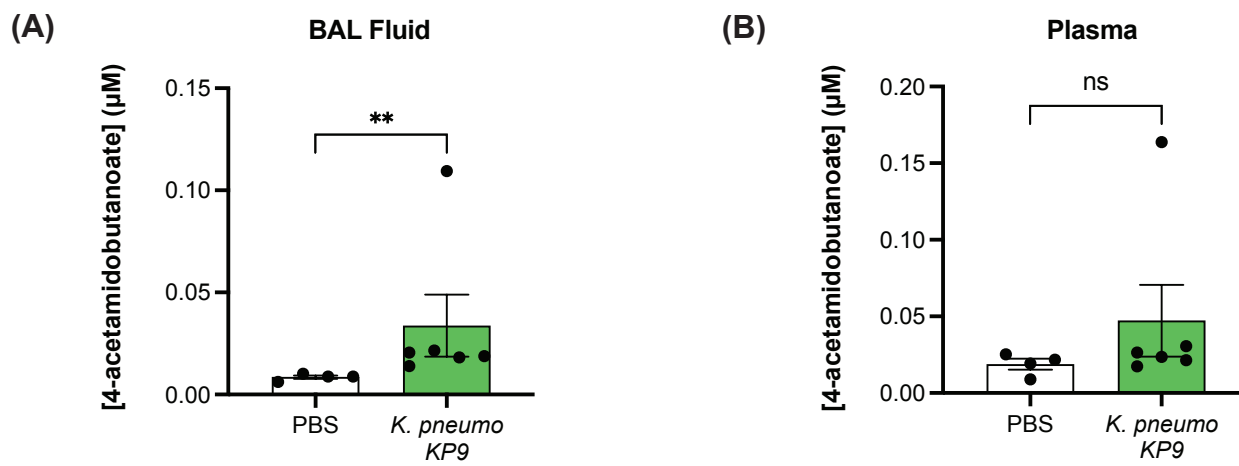 (A)
BAL Fluid
[4-acetamidobutanoate] (µM)
0.15
0.10
0.05
0.00
**
PBS
K. pneumo
KP9
(B)
Plasma
[4-acetamidobutanoate] (µM)
0.20
0.15
0.10
0.05
0.00
ns
PBS
K. pneumo
KP9